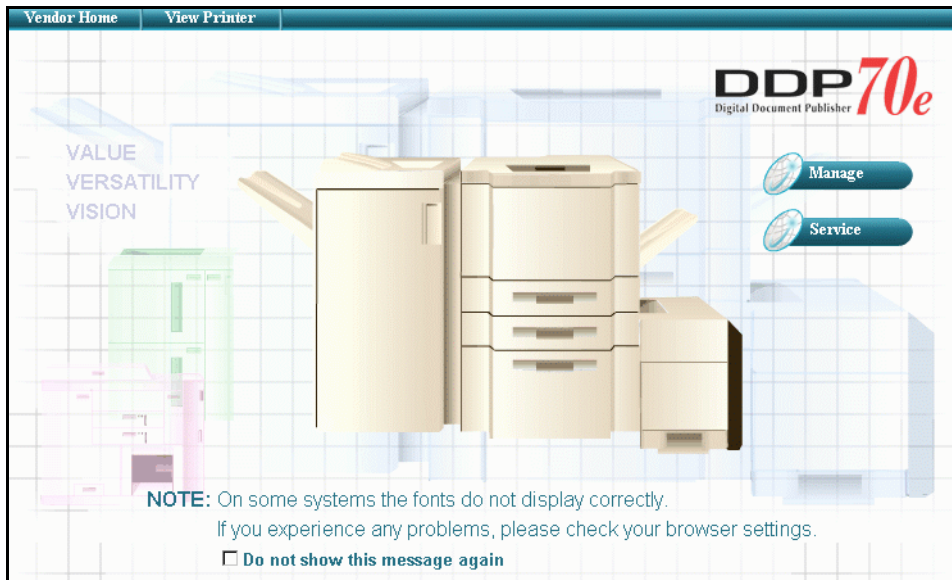 Vendor Home View Printer
DDP 70e
Digital Document Publisher
VALUE
VERSATILITY
VISION
Manage
Service
NOTE: On some systems the fonts do not display correctly.
If you experience any problems, please check your browser settings.
Do not show this message again